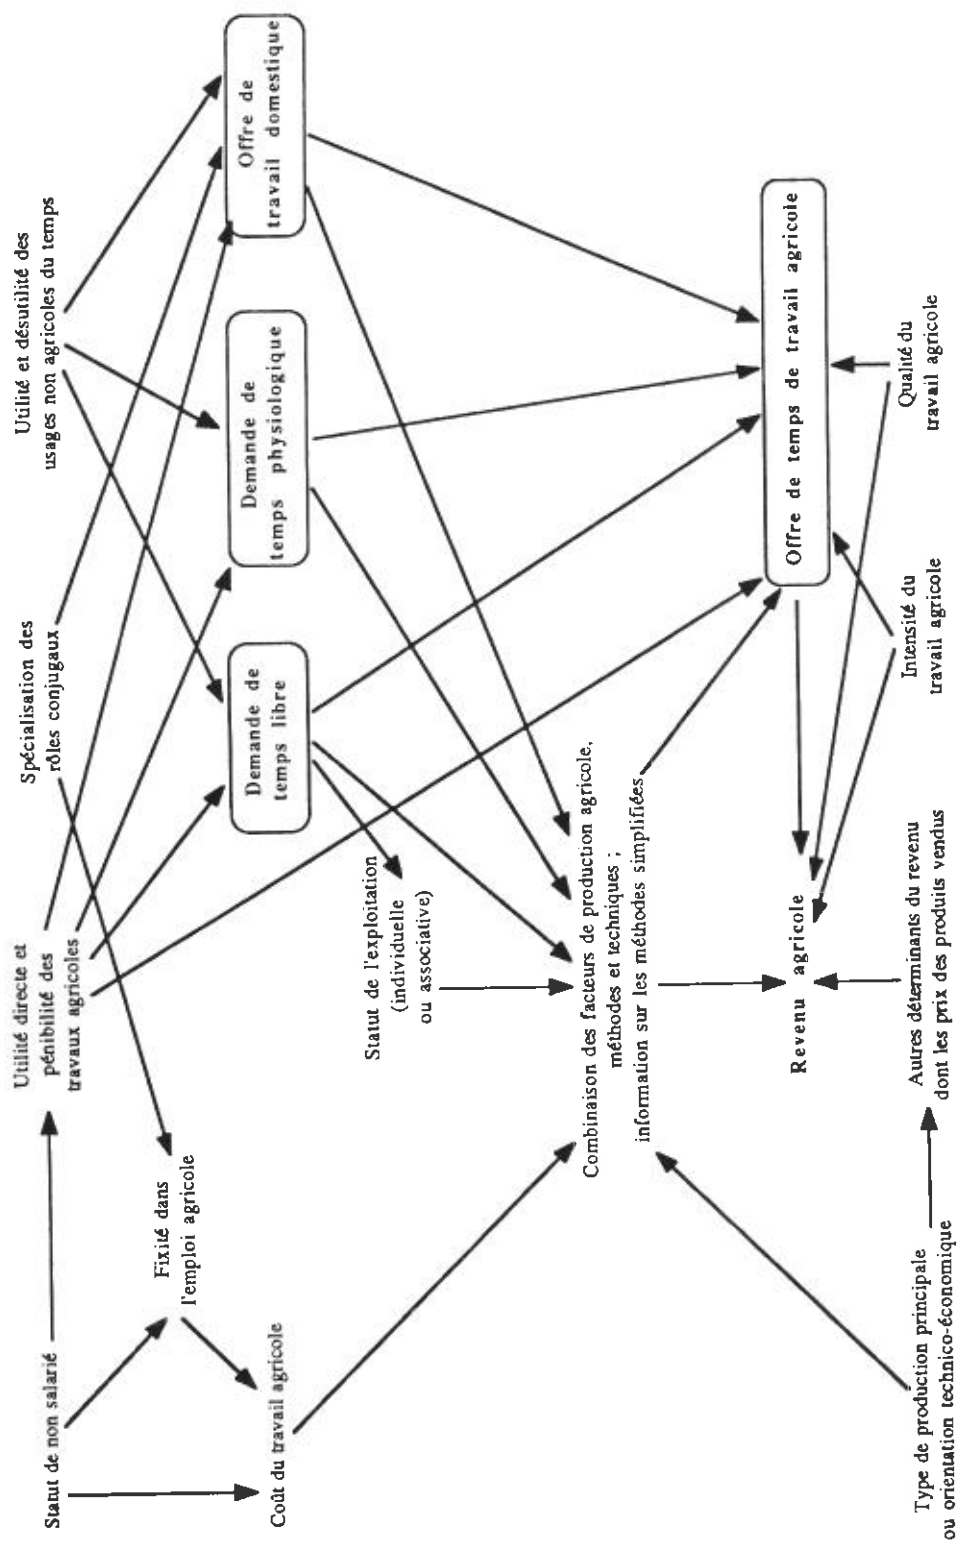 Statut de non salarié
Utilité directe et
pénibilité des
travaux agricoles
Spécialisation des
rôles conjugaux
Utilité et désutilité des
usages non agricoles du temps
Fixité dans
l'emploi agricole
Coût du travail agricole
Demande de
temps libre
Demande de
temps physiologique
Offre de
travail domestique
Statut de l'exploitation
(individuelle
ou associative)
Combinaison des facteurs de production agricole,
méthodes et techniques ;
information sur les méthodes simplifiées
Offre de temps de travail agricole
Revenu agricole
Type de production principale
ou orientation technico-économique
Autres déterminants du revenu
dont les prix des produits vendus
Intensité du
travail agricole
Qualité du
travail agricole